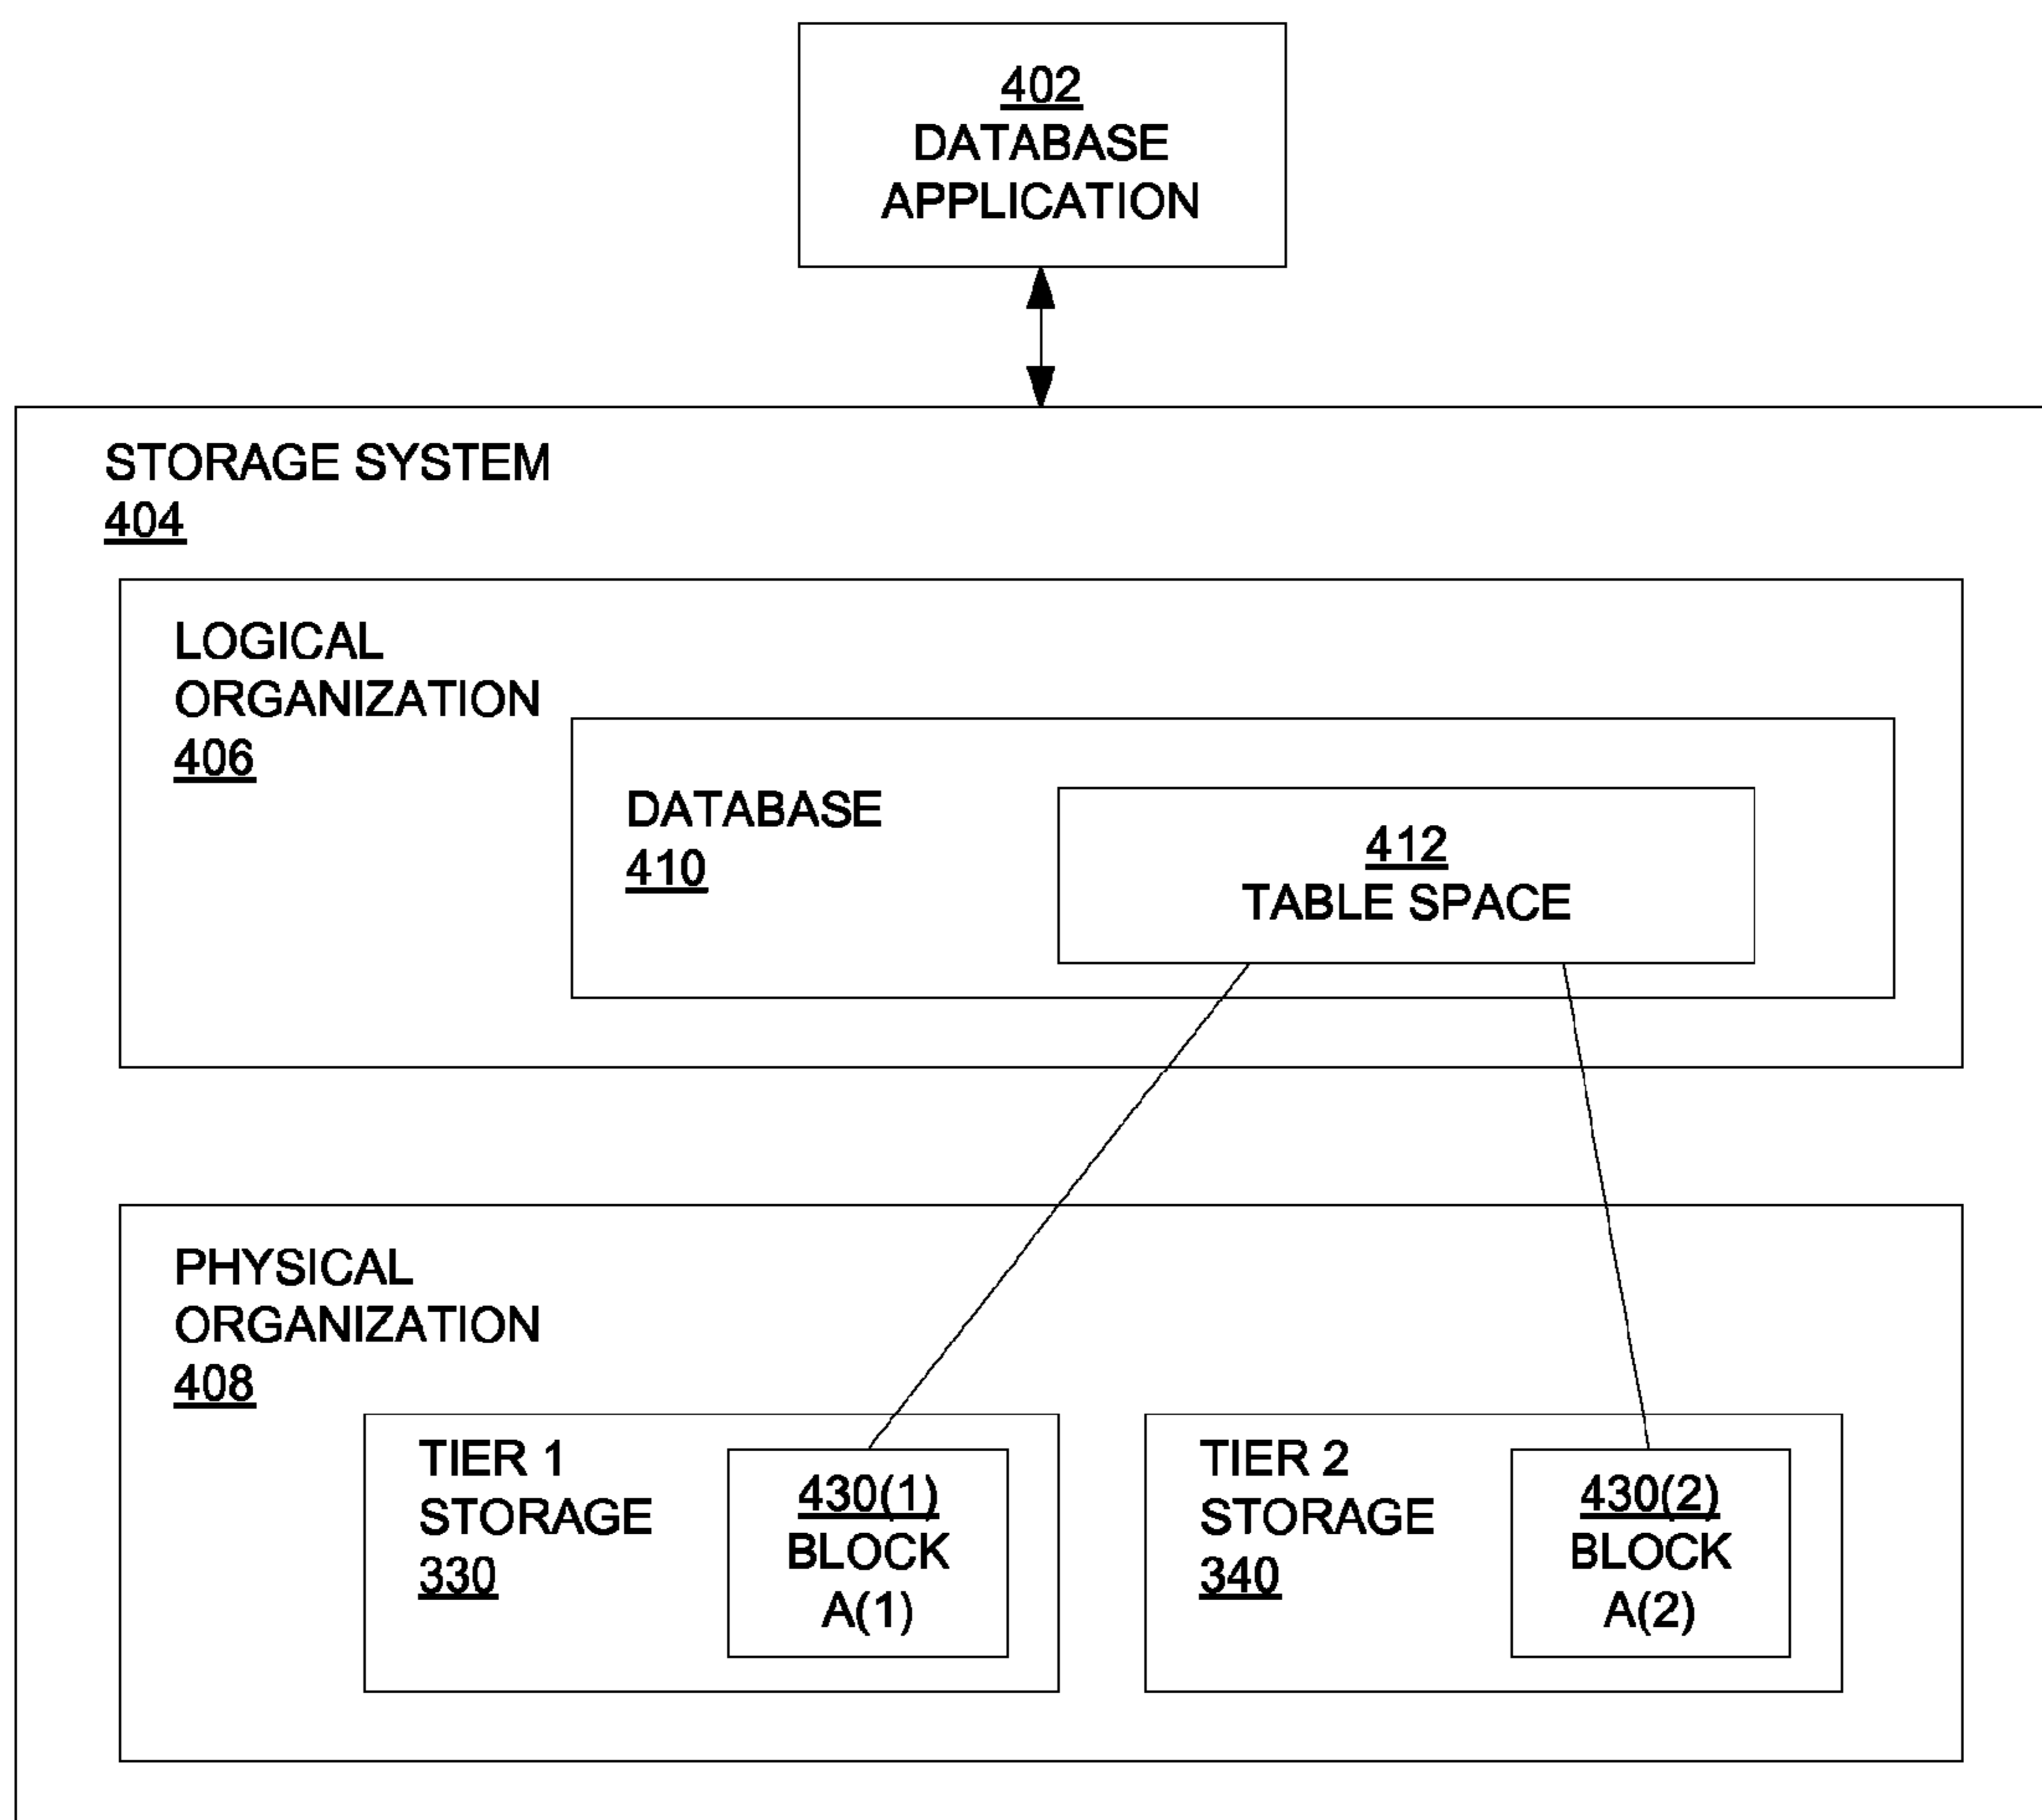 402
DATABASE
APPLICATION
STORAGE SYSTEM
404
LOGICAL
ORGANIZATION
406
DATABASE
410
412
TABLE SPACE
PHYSICAL
ORGANIZATION
408
TIER 1
STORAGE
330
430(1)
BLOCK
A(1)
TIER 2
STORAGE
340
430(2)
BLOCK
A(2)